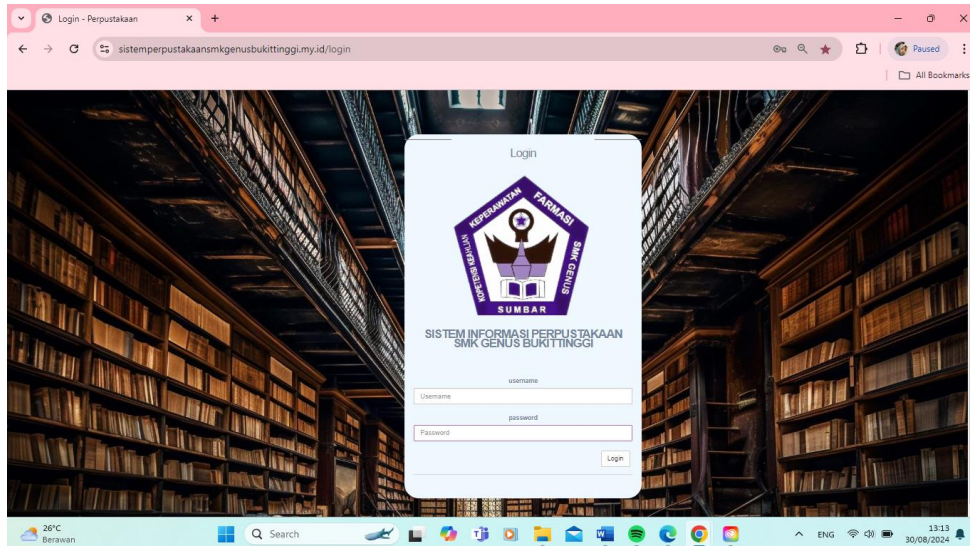 Login - Perpustakaan
sistemperpustakaansmkgenusbukittinggi.my.id/login
Paused
All Bookmarks
Login
KOPETENSI KEAHLIAN KEPERAWATAN FARMASI SMK GENUS
SUMBAR
SISTEM INFORMASI PERPUSTAKAAN
SMK GENUS BUKITTINGGI
username
Username
password
Password
Login
26°C
Berawan
Search
ENG
13:13
30/08/2024